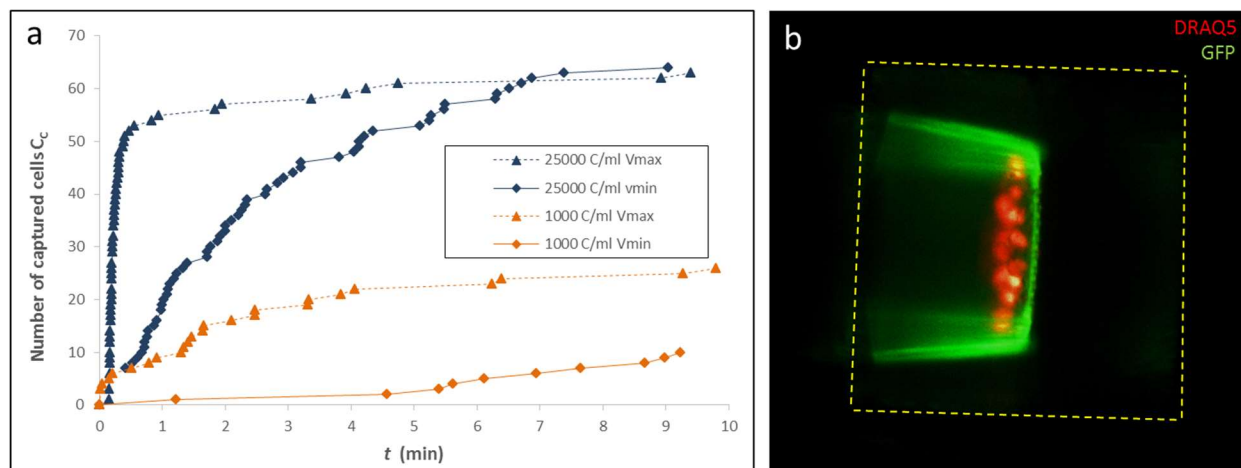 a
Number of captured cells Cc
70
60
50
40
30
20
10
0
25000 C/ml Vmax
25000 C/ml vmin
1000 C/ml Vmax
1000 C/ml Vmin
0 1 2 3 4 5 6 7 8 9 10
t (min)
b
DRAQ5
GFP